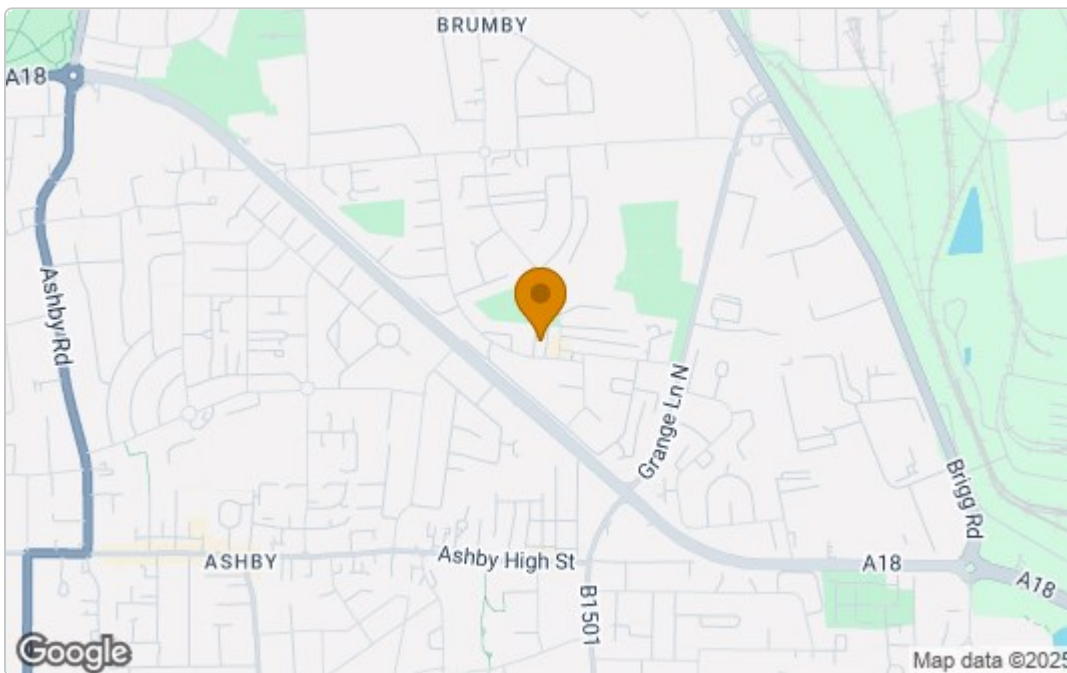 BRUMBY
A18
Ashby Rd
Grange Ln N
Brigg Rd
ASHBY
Ashby High St
B1501
A18
A18
Google
Map data ©2025